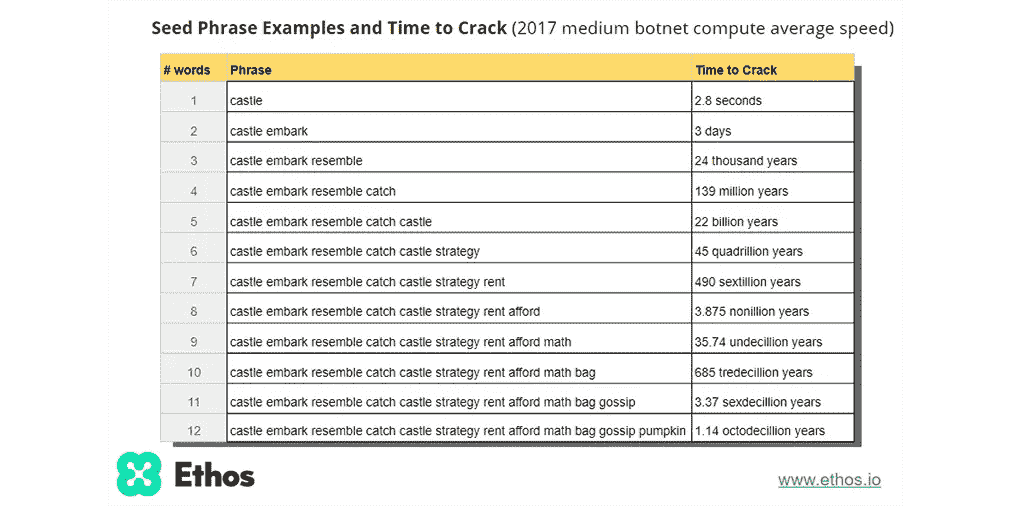 Seed Phrase Examples and Time to Crack (2017 medium botnet compute average speed)
# words Phrase Time to Crack
1 castle 2.8 seconds
2 castle embark 3 days
3 castle embark resemble 24 thousand years
4 castle embark resemble catch 139 million years
5 castle embark resemble catch castle 22 billion years
6 castle embark resemble catch castle strategy 45 quadrillion years
7 castle embark resemble catch castle strategy rent 490 sextillion years
8 castle embark resemble catch castle strategy rent afford 3.875 nonillion years
9 castle embark resemble catch castle strategy rent afford math 35.74 undecillion years
10 castle embark resemble catch castle strategy rent afford math bag 685 tredecillion years
11 castle embark resemble catch castle strategy rent afford math bag gossip 3.37 sexdecillion years
12 castle embark resemble catch castle strategy rent afford math bag gossip pumpkin 1.14 octodecillion years
Ethos
www.ethos.io